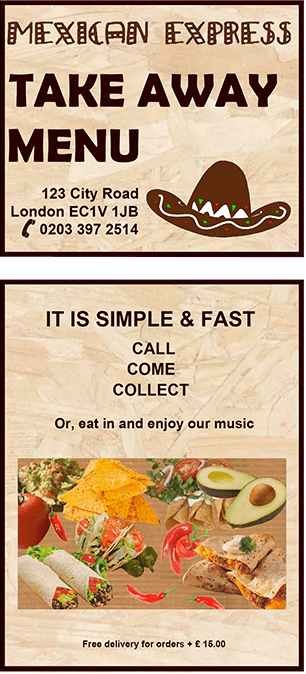 MEXICAN EXPRESS
TAKE AWAY
MENU
123 City Road
London EC1V 1JB
0203 397 2514
IT IS SIMPLE & FAST
CALL
COME
COLLECT
Or, eat in and enjoy our music
Free delivery for orders + £ 15.00